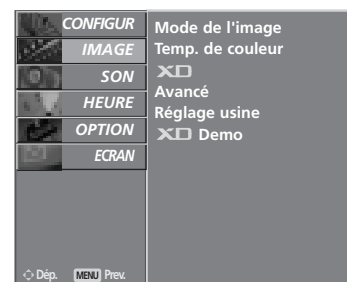 CONFIGUR
IMAGE
SON
HEURE
OPTION
ECRAN
Mode de l'image
Temp. de couleur
XD
Avancé
Réglage usine
XD Demo
Dép. MENU Prev.